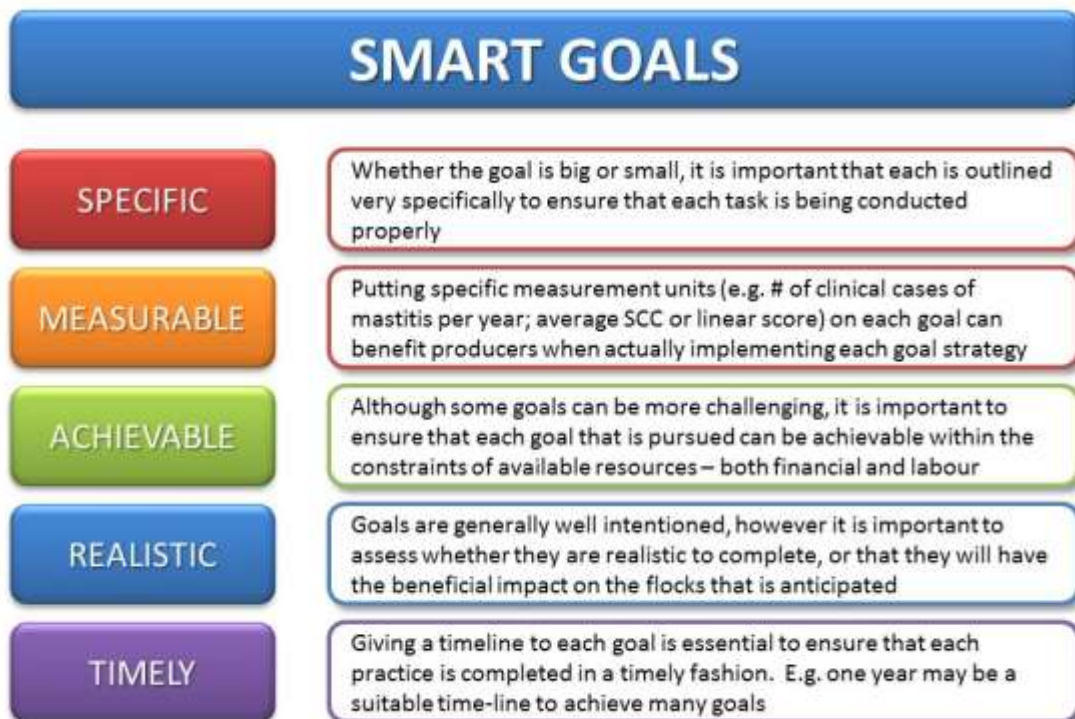 SMART GOALS
SPECIFIC
Whether the goal is big or small, it is important that each is outlined
very specifically to ensure that each task is being conducted
properly
MEASURABLE
Putting specific measurement units (e.g. # of clinical cases of
mastitis per year; average SCC or linear score) on each goal can
benefit producers when actually implementing each goal strategy
ACHIEVABLE
Although some goals can be more challenging, it is important to
ensure that each goal that is pursued can be achievable within the
constraints of available resources – both financial and labour
REALISTIC
Goals are generally well intentioned, however it is important to
assess whether they are realistic to complete, or that they will have
the beneficial impact on the flocks that is anticipated
TIMELY
Giving a timeline to each goal is essential to ensure that each
practice is completed in a timely fashion.  E.g. one year may be a
suitable time-line to achieve many goals